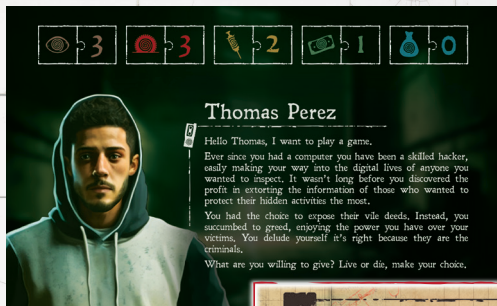 3 3 2 1 0
Thomas Perez
Hello Thomas, I want to play a game.
Ever since you had a computer you have been a skilled hacker,
easily making your way into the digital lives of anyone you
wanted to inspect. It wasn't long before you discovered the
profit in extorting the information of those who wanted to
protect their hidden activities the most.
You had the choice to expose their vile deeds. Instead, you
succumbed to greed, enjoying the power you have over your
victims. You delude yourself it's right because they are the
criminals.
What are you willing to give? Live or die, make your choice.